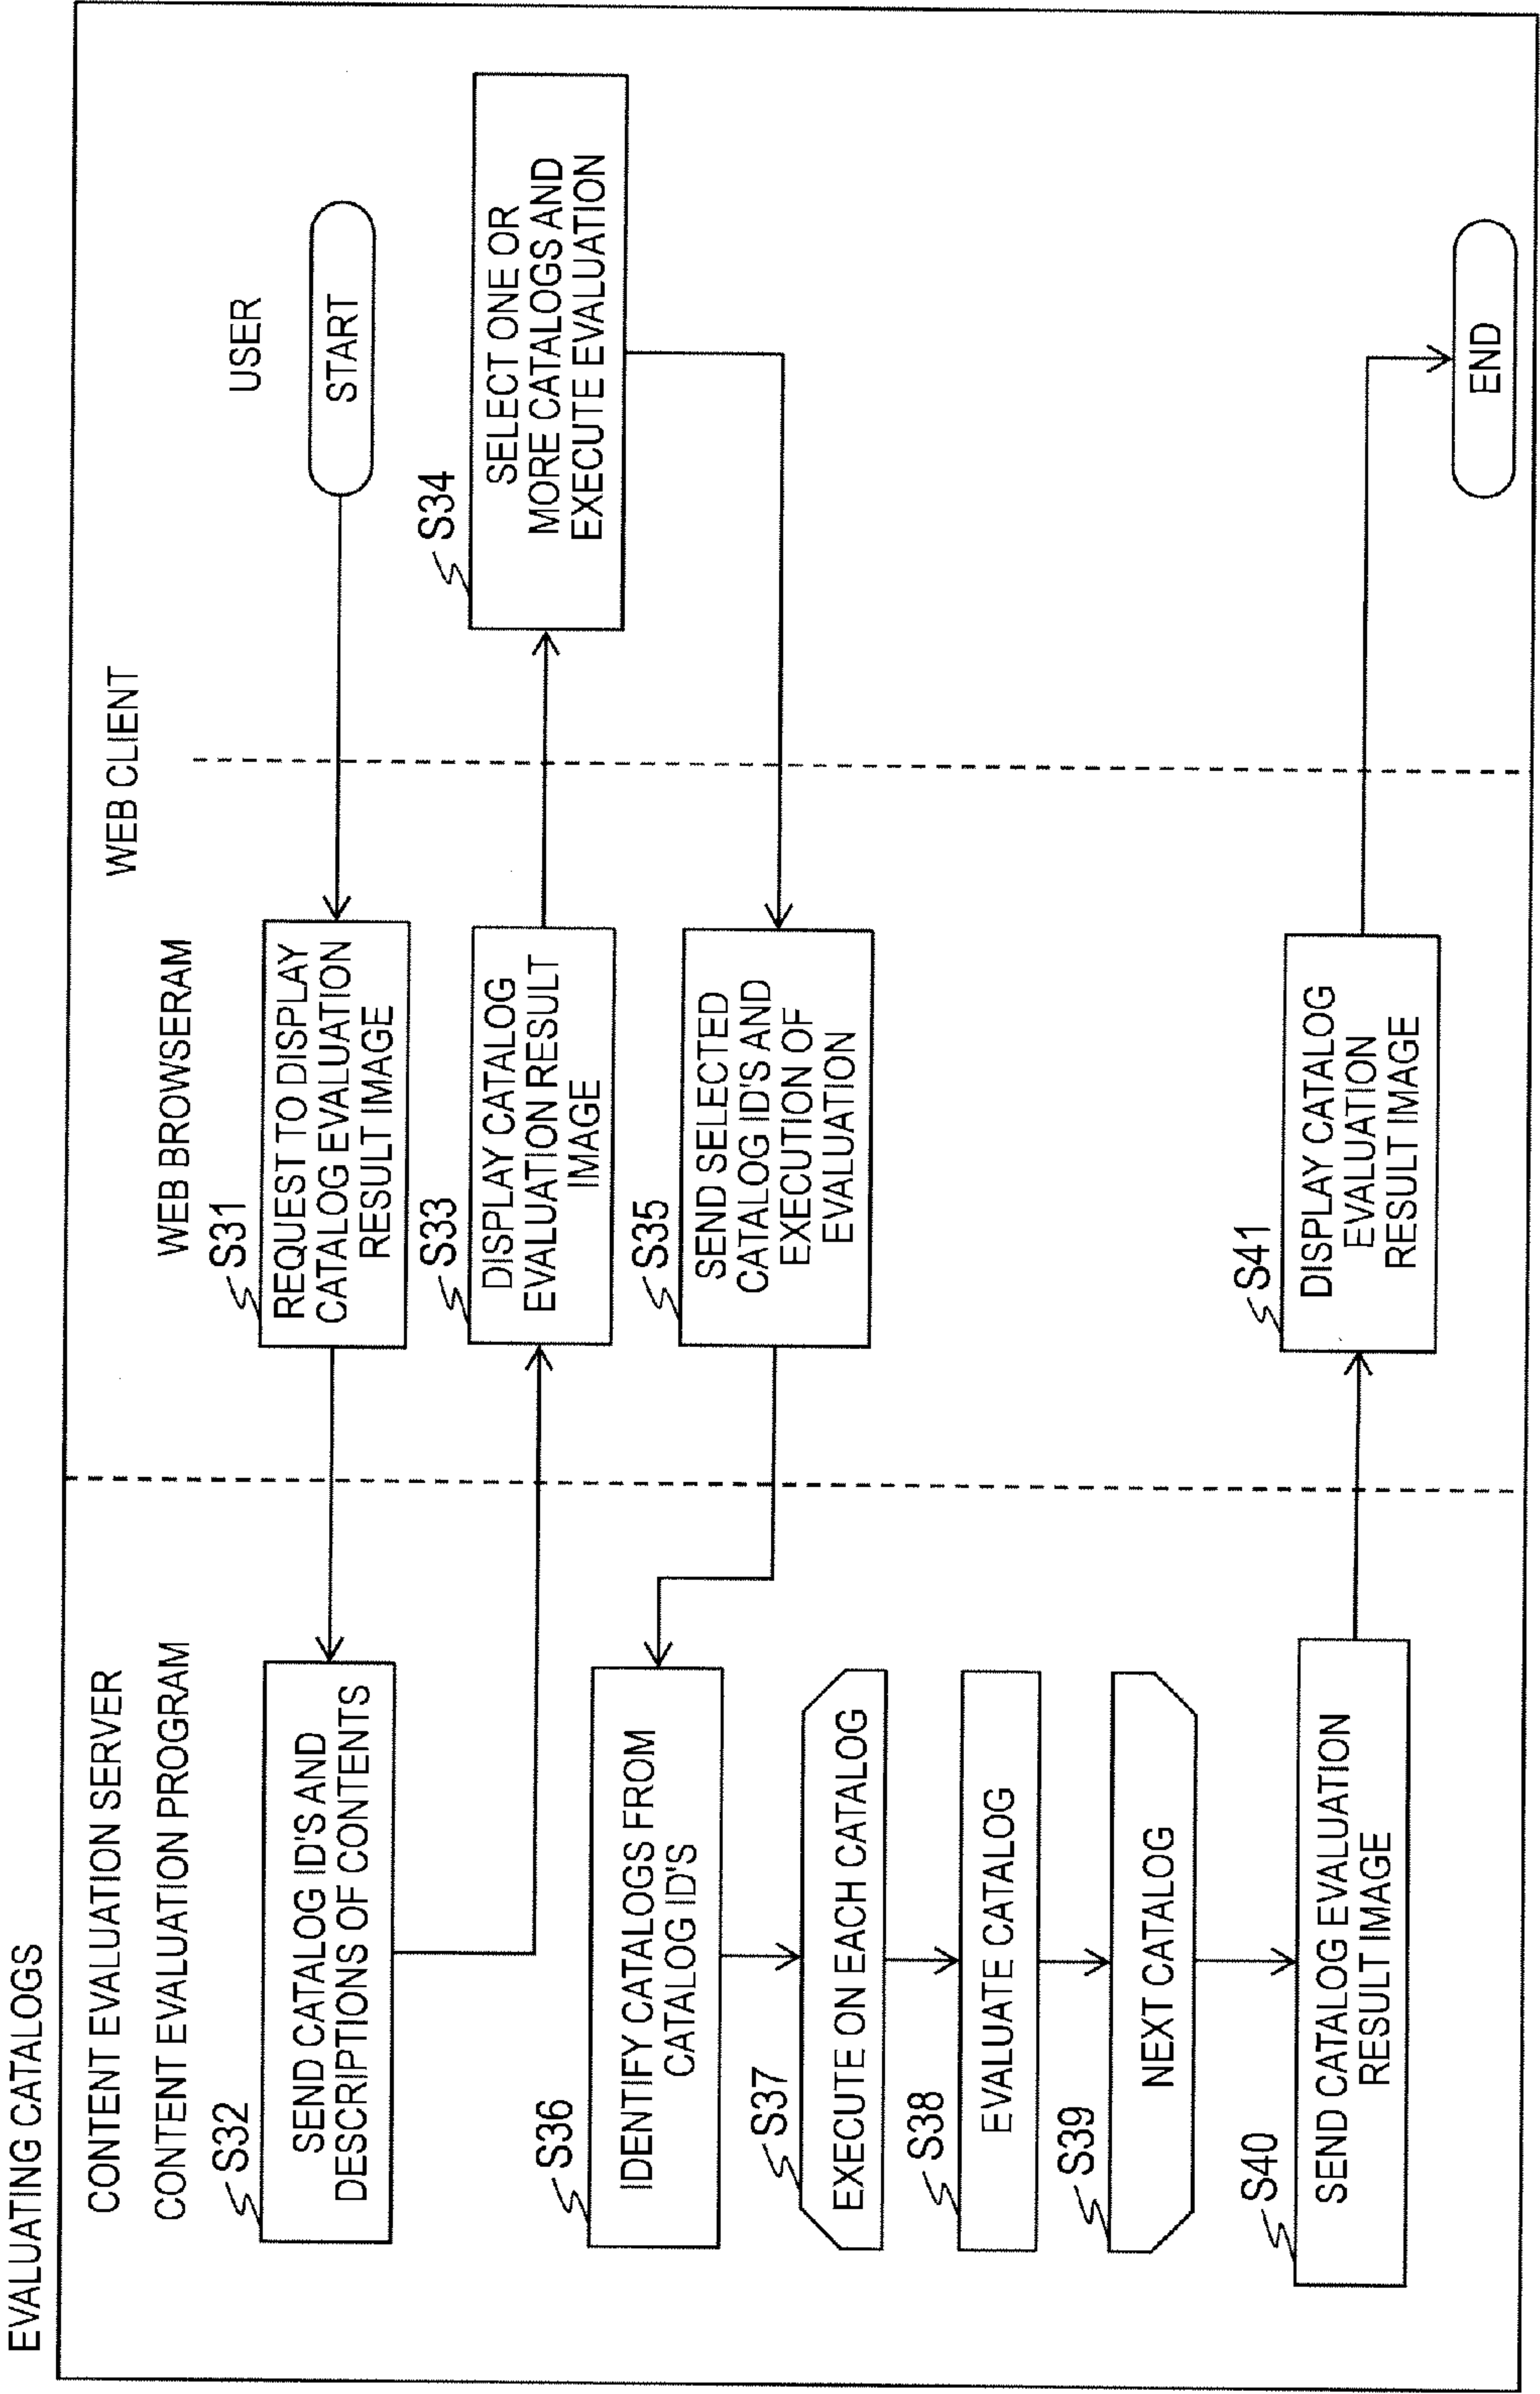 EVALUATING CATALOGS
CONTENT EVALUATION SERVER
CONTENT EVALUATION PROGRAM
WEB CLIENT
WEB BROWSERAM
USER
START
S31
REQUEST TO DISPLAY
CATALOG EVALUATION
RESULT IMAGE
S32
SEND CATALOG ID'S AND
DESCRIPTIONS OF CONTENTS
S33
DISPLAY CATALOG
EVALUATION RESULT
IMAGE
S34
SELECT ONE OR
MORE CATALOGS AND
EXECUTE EVALUATION
S35
SEND SELECTED
CATALOG ID'S AND
EXECUTION OF
EVALUATION
S36
IDENTIFY CATALOGS FROM
CATALOG ID'S
S37
EXECUTE ON EACH CATALOG
S38
EVALUATE CATALOG
S39
NEXT CATALOG
S40
SEND CATALOG EVALUATION
RESULT IMAGE
S41
DISPLAY CATALOG
EVALUATION
RESULT IMAGE
END